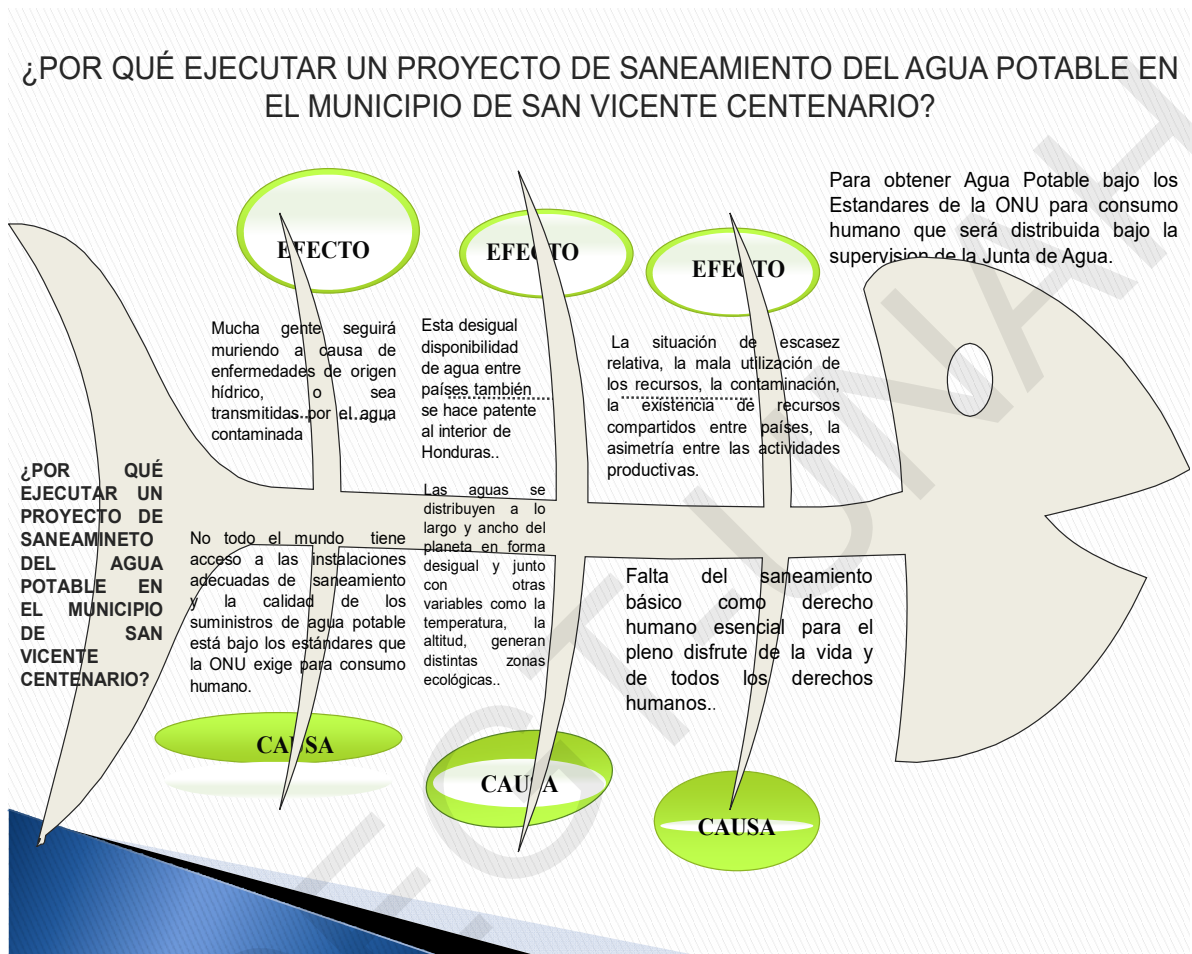 ¿POR QUÉ EJECUTAR UN PROYECTO DE SANEAMIENTO DEL AGUA POTABLE EN
EL MUNICIPIO DE SAN VICENTE CENTENARIO?
Para obtener Agua Potable bajo los
Estandares de la ONU para consumo
humano que será distribuida bajo la
supervision de la Junta de Agua.
EFECTO
EFECTO
EFECTO
Mucha gente seguirá
muriendo a causa de
enfermedades de origen
hídrico, o sea
transmitidas por el agua
contaminada
Esta desigual
disponibilidad
de agua entre
países también
se hace patente
al interior de
Honduras..
La situación de escasez
relativa, la mala utilización de
los recursos, la contaminación,
la existencia de recursos
compartidos entre países, la
asimetría entre las actividades
productivas.
¿POR QUÉ
EJECUTAR UN
PROYECTO DE
SANEAMINETO
DEL AGUA
POTABLE EN
EL MUNICIPIO
DE SAN
VICENTE
CENTENARIO?
No todo el mundo tiene
acceso a las instalaciones
adecuadas de saneamiento
y la calidad de los
suministros de agua potable
está bajo los estándares que
la ONU exige para consumo
humano.
Las aguas se
distribuyen a lo
largo y ancho del
planeta en forma
desigual y junto
con otras
variables como la
temperatura, la
altitud, generan
distintas zonas
ecológicas..
Falta del saneamiento
básico como derecho
humano esencial para el
pleno disfrute de la vida y
de todos los derechos
humanos..
CAUSA
CAUSA
CAUSA